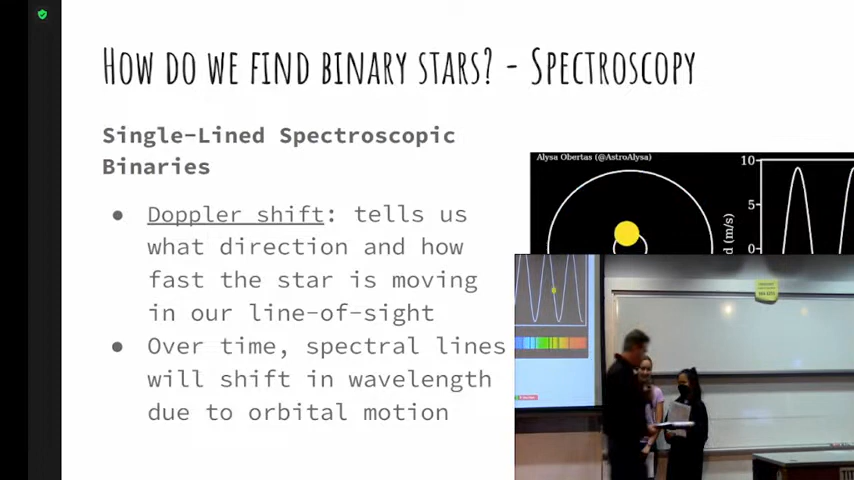 How do we find binary stars? - Spectroscopy
Single-Lined Spectroscopic
Binaries
● Doppler shift: tells us
what direction and how
fast the star is moving
in our line-of-sight
● Over time, spectral lines
will shift in wavelength
due to orbital motion
Alysa Obertas (@AstroAlysa)
10
5
0
d (m/s)